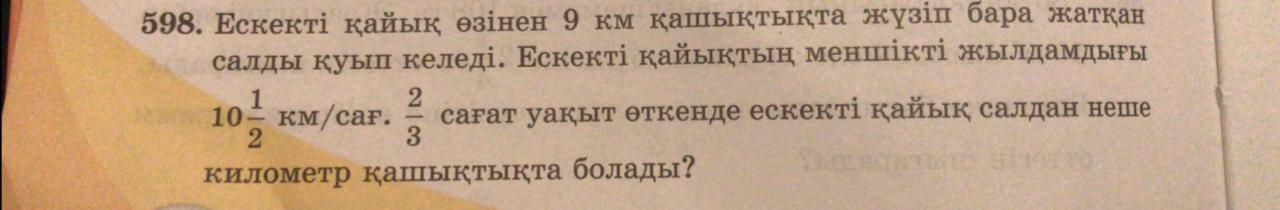 598. Ескекті қайық өзінен 9 км қашықтықта жүзіп бара жатқан
салды қуып келеді. Ескекті қайықтың меншікті жылдамдығы
10 1/2 км/сағ. 2/3 сағат уақыт өткенде ескекті қайық салдан неше
километр қашықтықта болады?